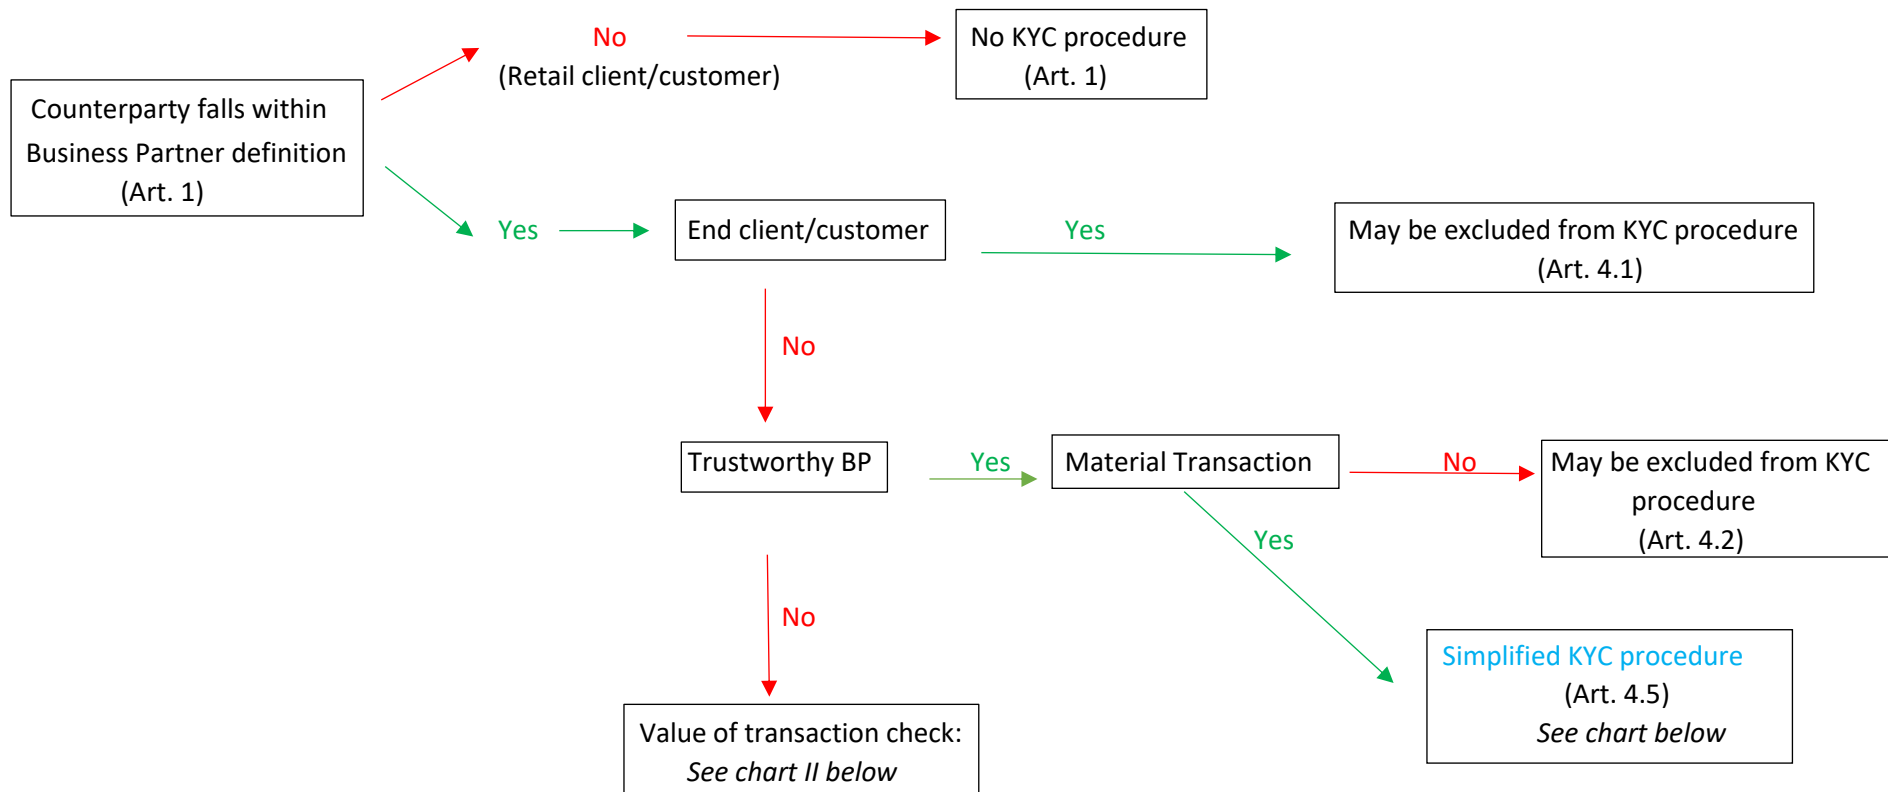 No
(Retail client/customer)
No KYC procedure
(Art. 1)
Counterparty falls within
Business Partner definition
(Art. 1)
Yes
End client/customer
Yes
May be excluded from KYC procedure
(Art. 4.1)
No
Trustworthy BP
Yes
Material Transaction
No
May be excluded from KYC
procedure
(Art. 4.2)
Yes
No
Simplified KYC procedure
(Art. 4.5)
See chart below
Value of transaction check:
See chart II below